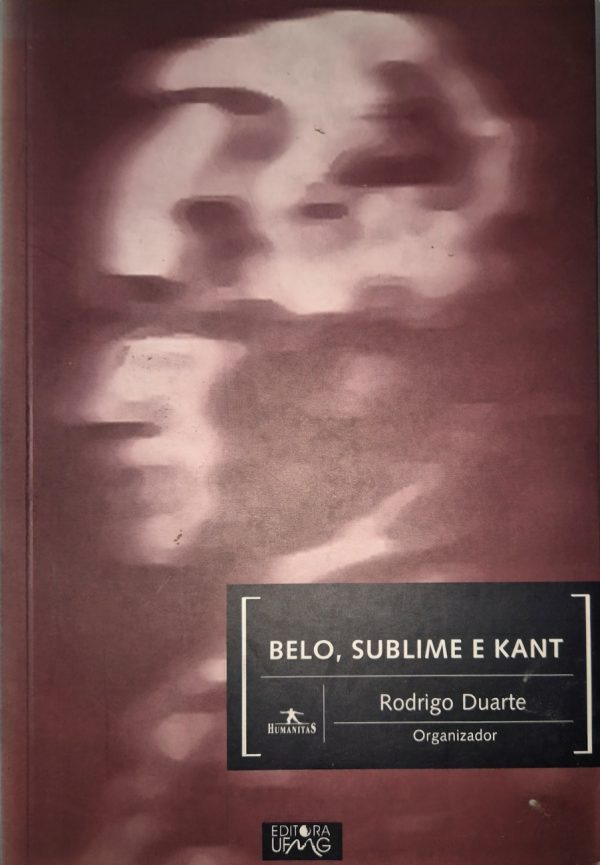 BELO, SUBLIME E KANT
Rodrigo Duarte
HUMANITAS
Organizador
EDITORA
UFMG